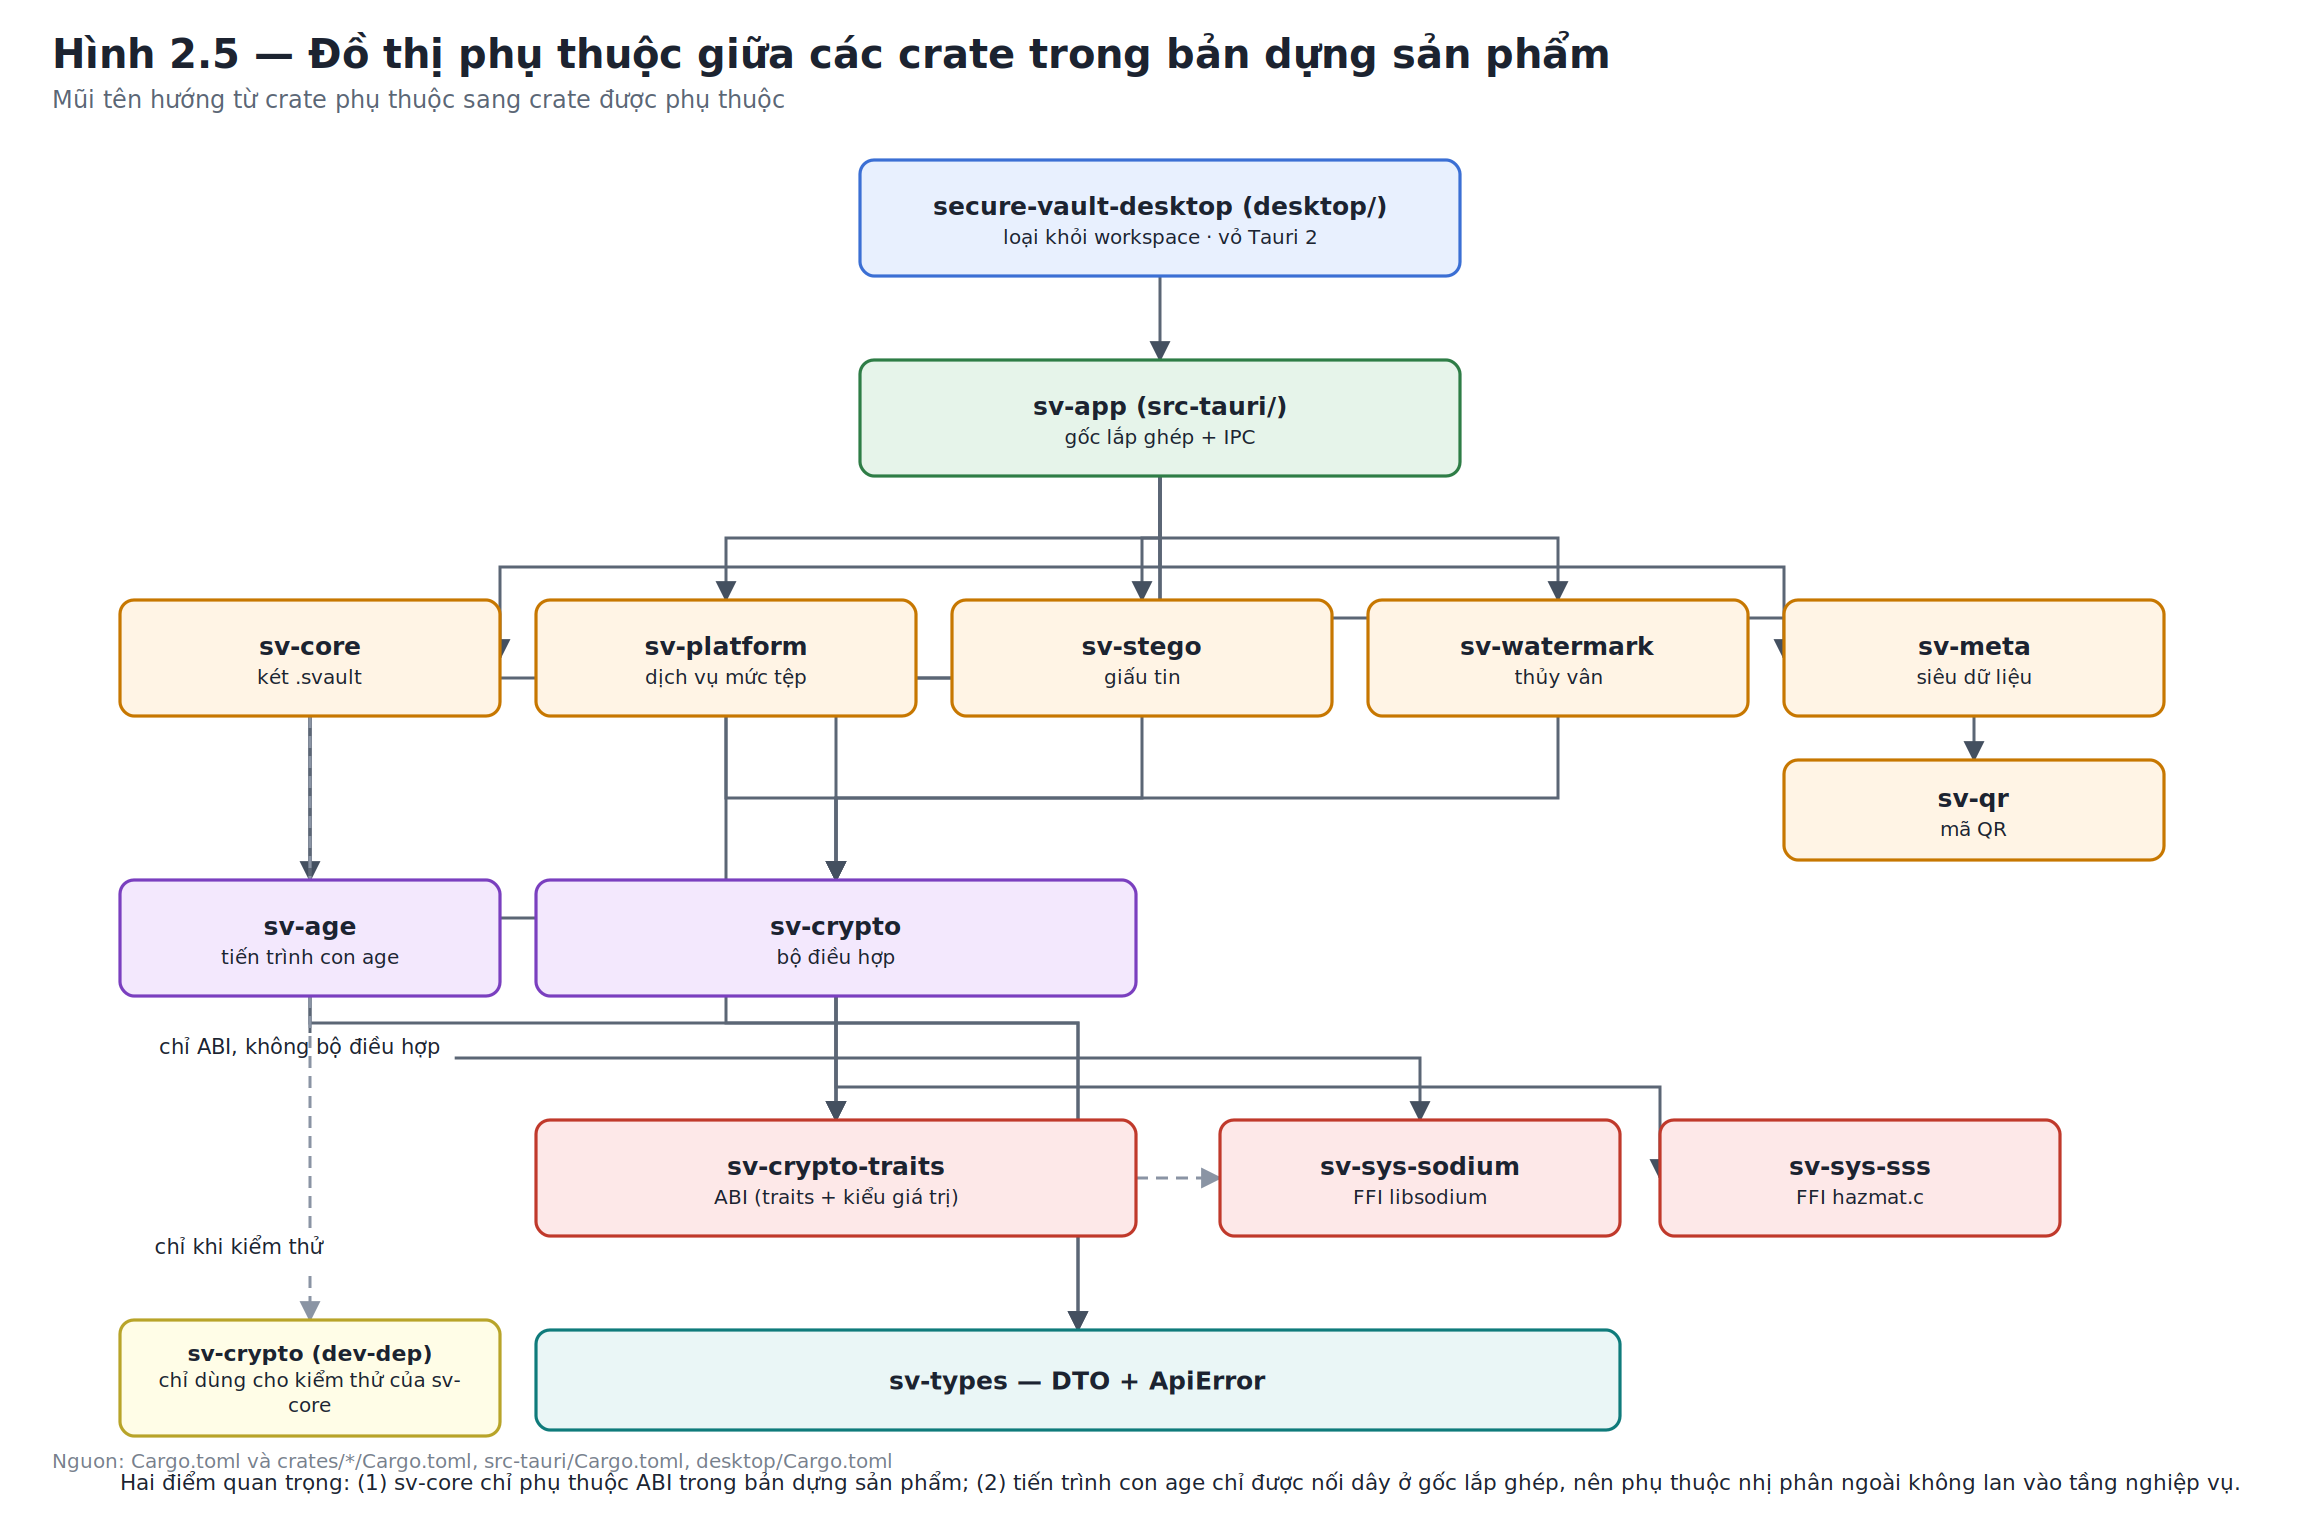 Hình 2.5 — Đồ thị phụ thuộc giữa các crate trong bản dựng sản phẩm
Mũi tên hướng từ crate phụ thuộc sang crate được phụ thuộc
secure-vault-desktop (desktop/)
loại khỏi workspace · vỏ Tauri 2
sv-app (src-tauri/)
gốc lắp ghép + IPC
sv-core
két .svault
sv-platform
dịch vụ mức tệp
sv-stego
giấu tin
sv-watermark
thủy vân
sv-meta
siêu dữ liệu
sv-qr
mã QR
sv-age
tiến trình con age
sv-crypto
bộ điều hợp
chỉ ABI, không bộ điều hợp
sv-crypto-traits
ABI (traits + kiểu giá trị)
sv-sys-sodium
FFI libsodium
sv-sys-sss
FFI hazmat.c
chỉ khi kiểm thử
sv-crypto (dev-dep)
chỉ dùng cho kiểm thử của sv-
core
sv-types — DTO + ApiError
Nguon: Cargo.toml và crates/*/Cargo.toml, src-tauri/Cargo.toml, desktop/Cargo.toml
Hai điểm quan trọng: (1) sv-core chỉ phụ thuộc ABI trong bản dựng sản phẩm; (2) tiến trình con age chỉ được nối dây ở gốc lắp ghép, nên phụ thuộc nhị phân ngoài không lan vào tầng nghiệp vụ.